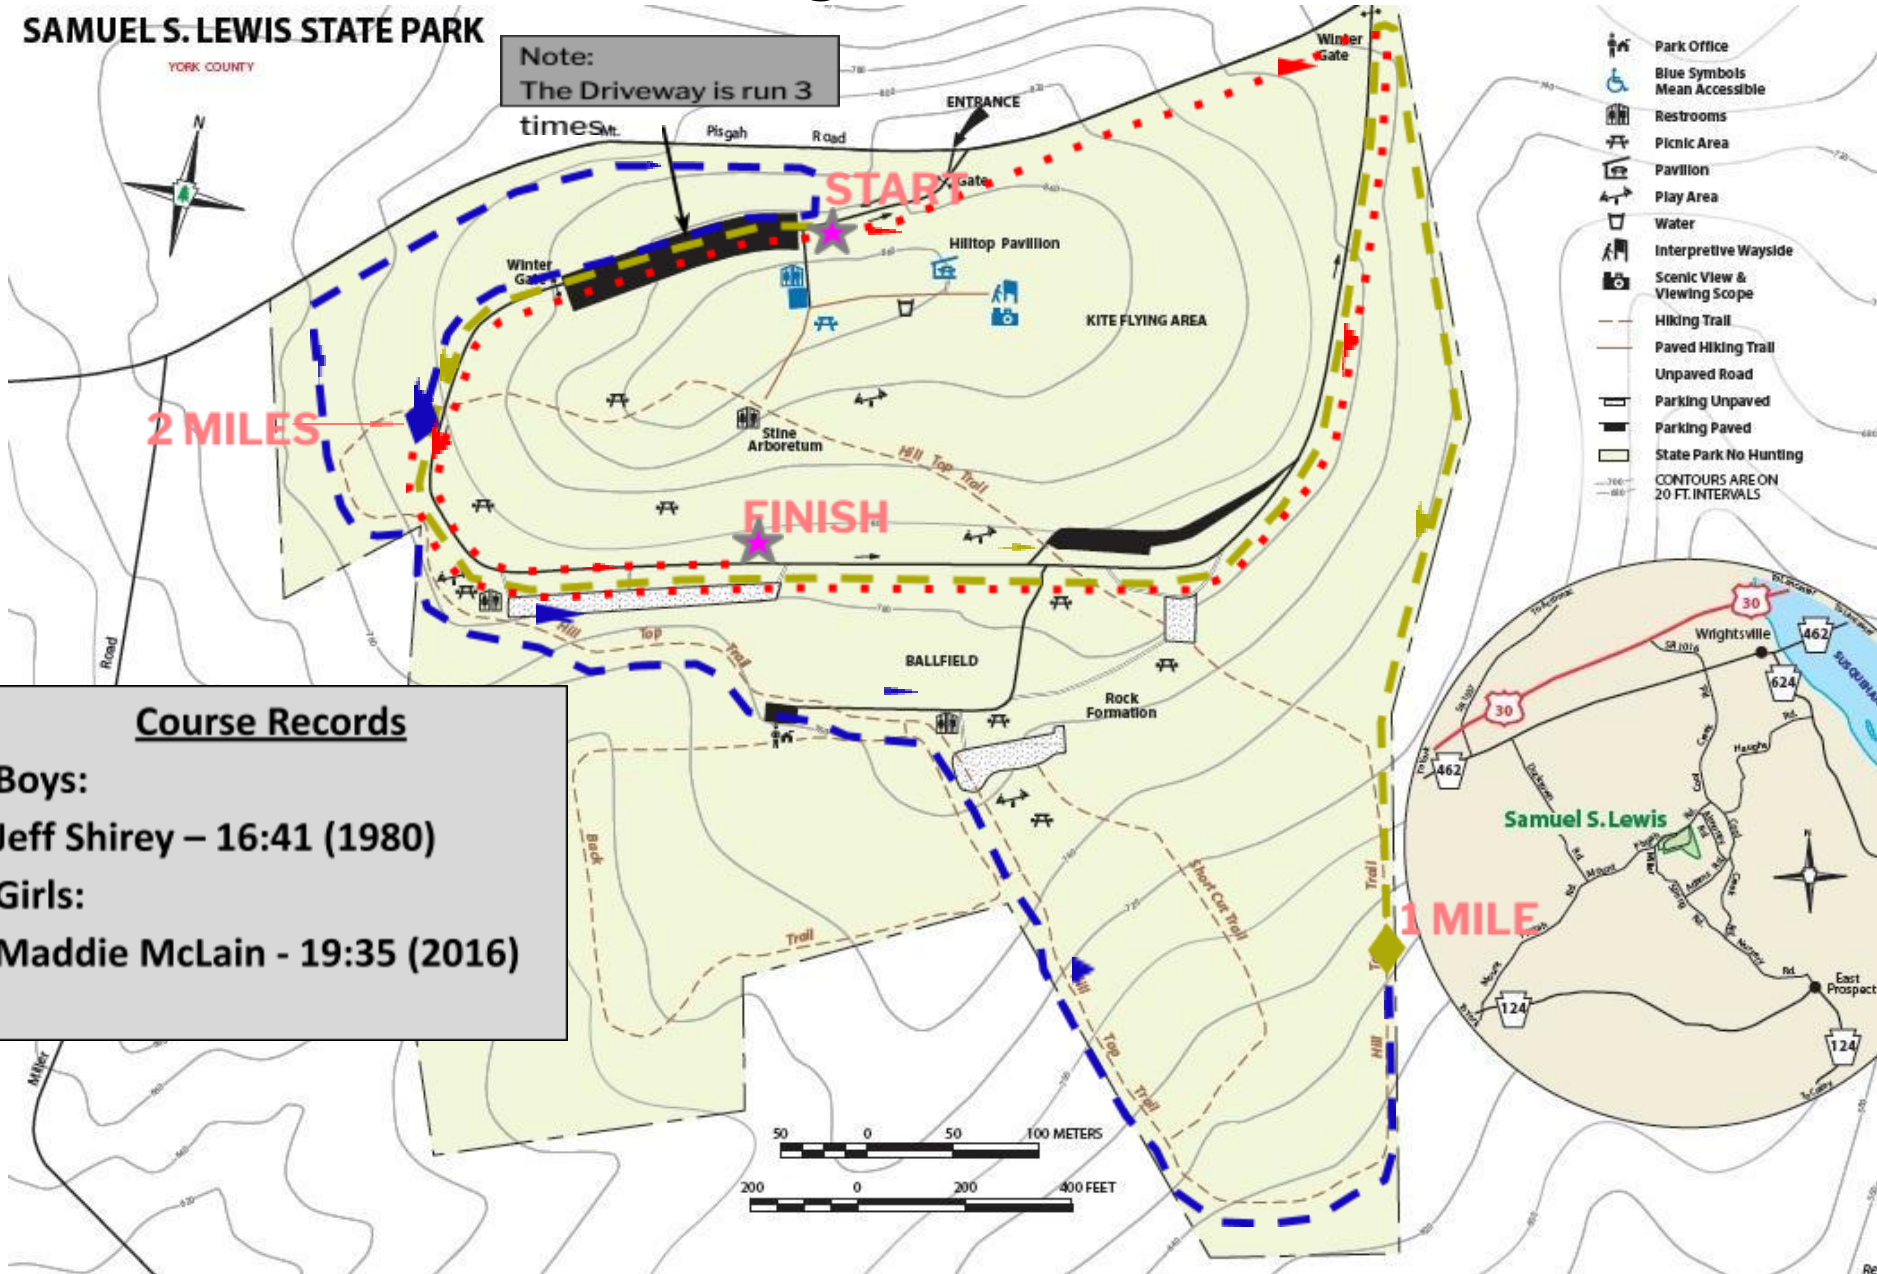 SAMUEL S. LEWIS STATE PARK
YORK COUNTY
N
Note:
The Driveway is run 3
times.
Mt.
Pisgah
Road
ENTRANCE
Gate
START
Winter
Gate
Winter
Gate
Hilltop Pavillion
KITE FLYING AREA
2 MILES
Stine
Arboretum
Hill Top Trail
FINISH
Hill
Top
Trail
BALLFIELD
Rock
Formation
Road
Course Records
Boys:
Jeff Shirey – 16:41 (1980)
Girls:
Maddie McLain - 19:35 (2016)
Back
Trail
Short Cut Trail
Hill
Top
Trail
Trail
Hill
1 MILE
Miller
50 0 50 100 METERS
200 0 200 400 FEET
Park Office
Blue Symbols
Mean Accessible
Restrooms
Picnic Area
Pavilion
Play Area
Water
Interpretive Wayside
Scenic View &
Viewing Scope
Hiking Trail
Paved Hiking Trail
Unpaved Road
Parking Unpaved
Parking Paved
State Park No Hunting
CONTOURS ARE ON
20 FT. INTERVALS
30
Wrightsville
462
SR 1016
624
30
462
Samuel S. Lewis
N
124
East
Prospect
124